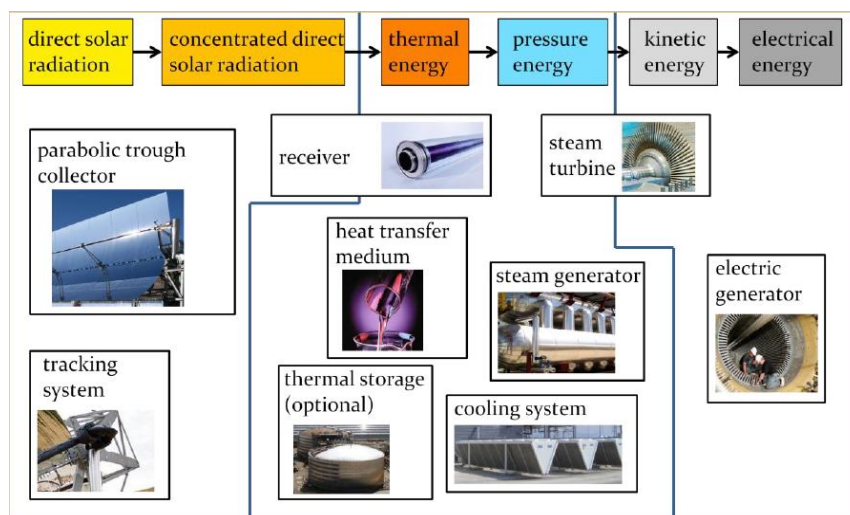 direct solar
radiation
concentrated direct
solar radiation
thermal
energy
pressure
energy
kinetic
energy
electrical
energy
parabolic trough
collector
receiver
steam
turbine
heat transfer
medium
steam generator
electric
generator
tracking
system
thermal storage
(optional)
cooling system